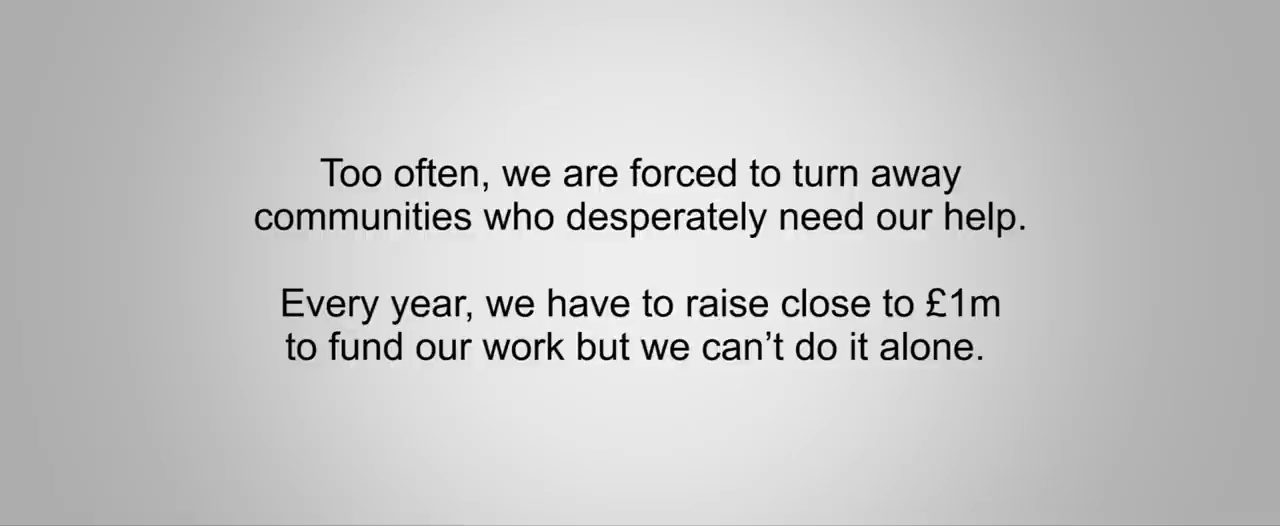 Too often, we are forced to turn away
communities who desperately need our help.
Every year, we have to raise close to £1m
to fund our work but we can’t do it alone.